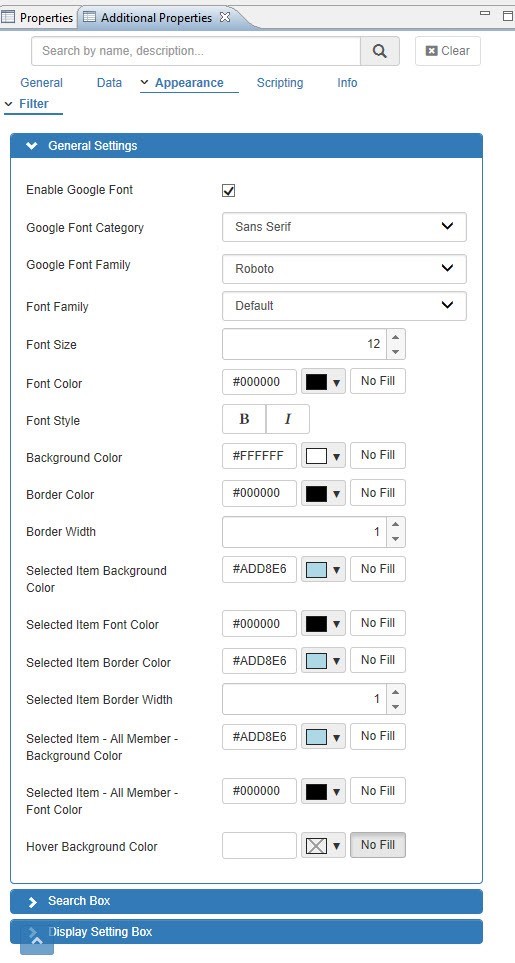 Properties Additional Properties
Search by name, description... Clear
General Data Appearance Scripting Info
Filter
General Settings
Enable Google Font
Google Font Category Sans Serif
Google Font Family Roboto
Font Family Default
Font Size 12
Font Color #000000 No Fill
Font Style B I
Background Color #FFFFFF No Fill
Border Color #000000 No Fill
Border Width 1
Selected Item Background
Color #ADD8E6 No Fill
Selected Item Font Color #000000 No Fill
Selected Item Border Color #ADD8E6 No Fill
Selected Item Border Width 1
Selected Item - All Member -
Background Color #ADD8E6 No Fill
Selected Item - All Member -
Font Color #000000 No Fill
Hover Background Color No Fill
Search Box
Display Setting Box